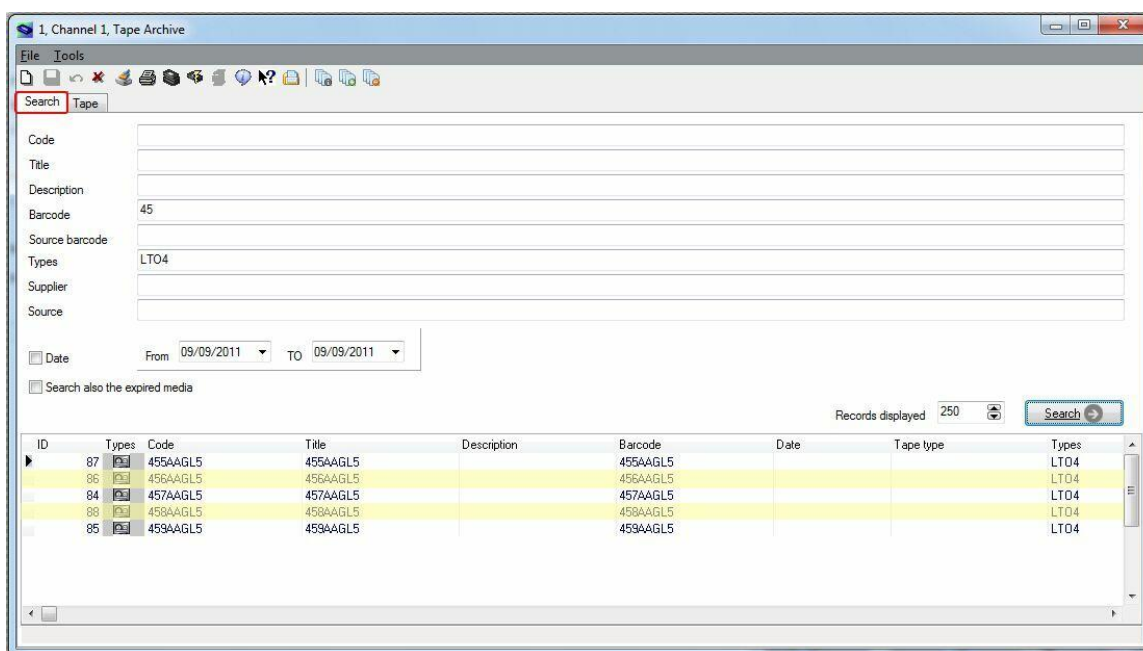 1, Channel 1, Tape Archive
File Tools
Search Tape
Code
Title
Description
Barcode 45
Source barcode
Types LTO4
Supplier
Source
Date From 09/09/2011 TO 09/09/2011
Search also the expired media
Records displayed 250 Search
ID Types Code Title Description Barcode Date Tape type Types
87 455AAGL5 455AAGL5 455AAGL5 LTO4
86 456AAGL5 456AAGL5 456AAGL5 LTO4
84 457AAGL5 457AAGL5 457AAGL5 LTO4
88 458AAGL5 458AAGL5 458AAGL5 LTO4
85 459AAGL5 459AAGL5 459AAGL5 LTO4